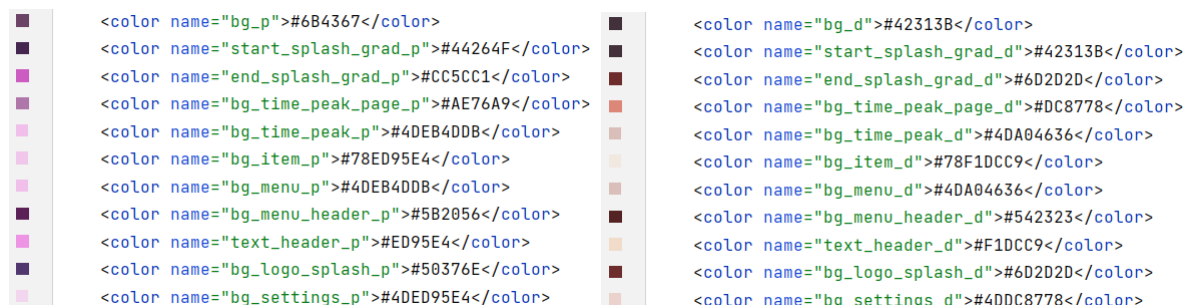 <color name="bg_p">#6B4367</color>
<color name="start_splash_grad_p">#44264F</color>
<color name="end_splash_grad_p">#CC5CC1</color>
<color name="bg_time_peak_page_p">#AE76A9</color>
<color name="bg_time_peak_p">#4DEB4DDB</color>
<color name="bg_item_p">#78ED95E4</color>
<color name="bg_menu_p">#4DEB4DDB</color>
<color name="bg_menu_header_p">#5B2056</color>
<color name="text_header_p">#ED95E4</color>
<color name="bg_logo_splash_p">#50376E</color>
<color name="bg_settings_p">#4DED95E4</color>
<color name="bg_d">#42313B</color>
<color name="start_splash_grad_d">#42313B</color>
<color name="end_splash_grad_d">#6D2D2D</color>
<color name="bg_time_peak_page_d">#DC8778</color>
<color name="bg_time_peak_d">#4DA04636</color>
<color name="bg_item_d">#78F1DCC9</color>
<color name="bg_menu_d">#4DA04636</color>
<color name="bg_menu_header_d">#542323</color>
<color name="text_header_d">#F1DCC9</color>
<color name="bg_logo_splash_d">#6D2D2D</color>
<color name="bg_settings_d">#4DDC8778</color>